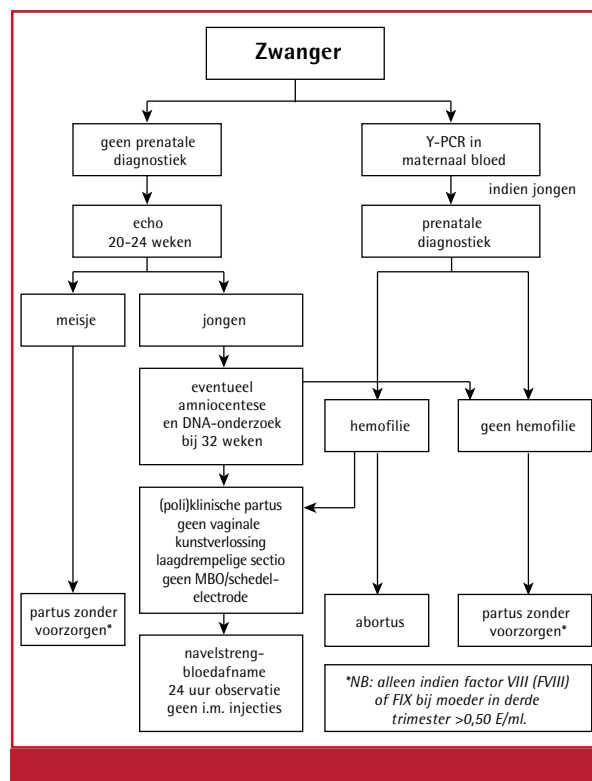 Zwanger
geen prenatale
diagnostiek
Y-PCR in
maternaal bloed
indien jongen
echo
20-24 weken
prenatale
diagnostiek
meisje
jongen
eventueel
amniocentese
en DNA-onderzoek
bij 32 weken
hemofilie
geen hemofilie
(poli)klinische partus
geen vaginale
kunstverlossing
laagdrempelige sectio
geen MBO/schedel-
electrode
partus zonder
voorzorgen*
abortus
partus zonder
voorzorgen*
navelstreng-
bloedafname
24 uur observatie
geen i.m. injecties
*NB: alleen indien factor VIII (FVIII)
of FIX bij moeder in derde
trimester >0,50 E/ml.